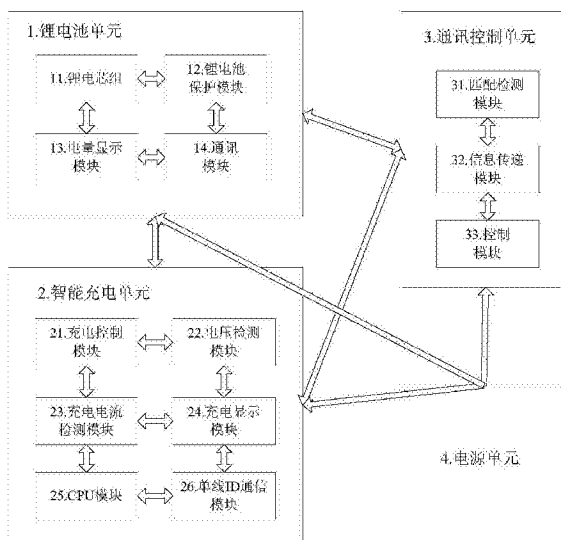 1.锂电池单元
11.锂电芯组
12.锂电池
保护模块
13.电量显示
模块
14.通讯
模块
2.智能充电单元
21.充电控制
模块
22.电压检测
模块
23.充电电流
检测模块
24.充电显示
模块
25.CPU模块
26.单线ID通信
模块
3.通讯控制单元
31.匹配检测
模块
32.信息传递
模块
33.控制
模块
4.电源单元